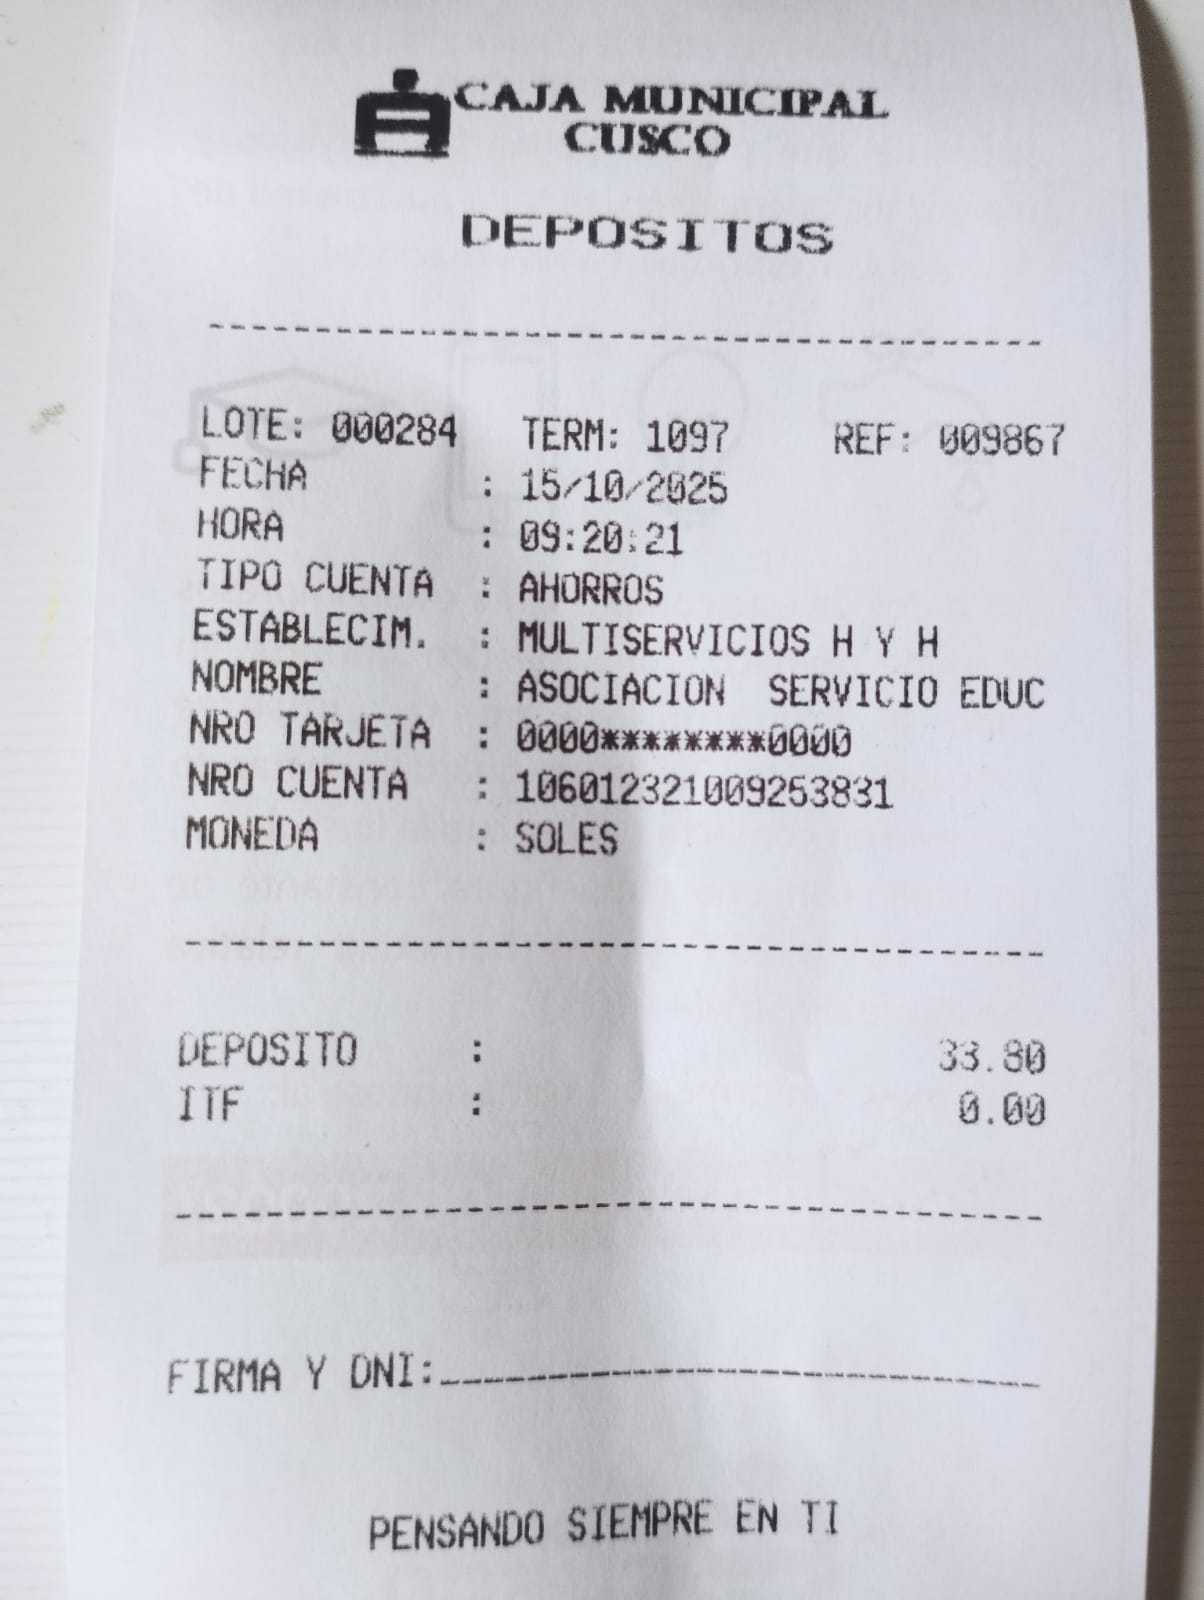 CAJA MUNICIPAL
CUSCO
DEPOSITOS
LOTE: 000284 TERM: 1097 REF: 009867
FECHA : 15/10/2025
HORA : 09:20:21
TIPO CUENTA : AHORROS
ESTABLECIM. : MULTISERVICIOS H Y H
NOMBRE : ASOCIACION SERVICIO EDUC
NRO TARJETA : 0000********0000
NRO CUENTA : 106012321009253831
MONEDA : SOLES
DEPOSITO : 33.80
ITF : 0.00
FIRMA Y DNI:
PENSANDO SIEMPRE EN TI